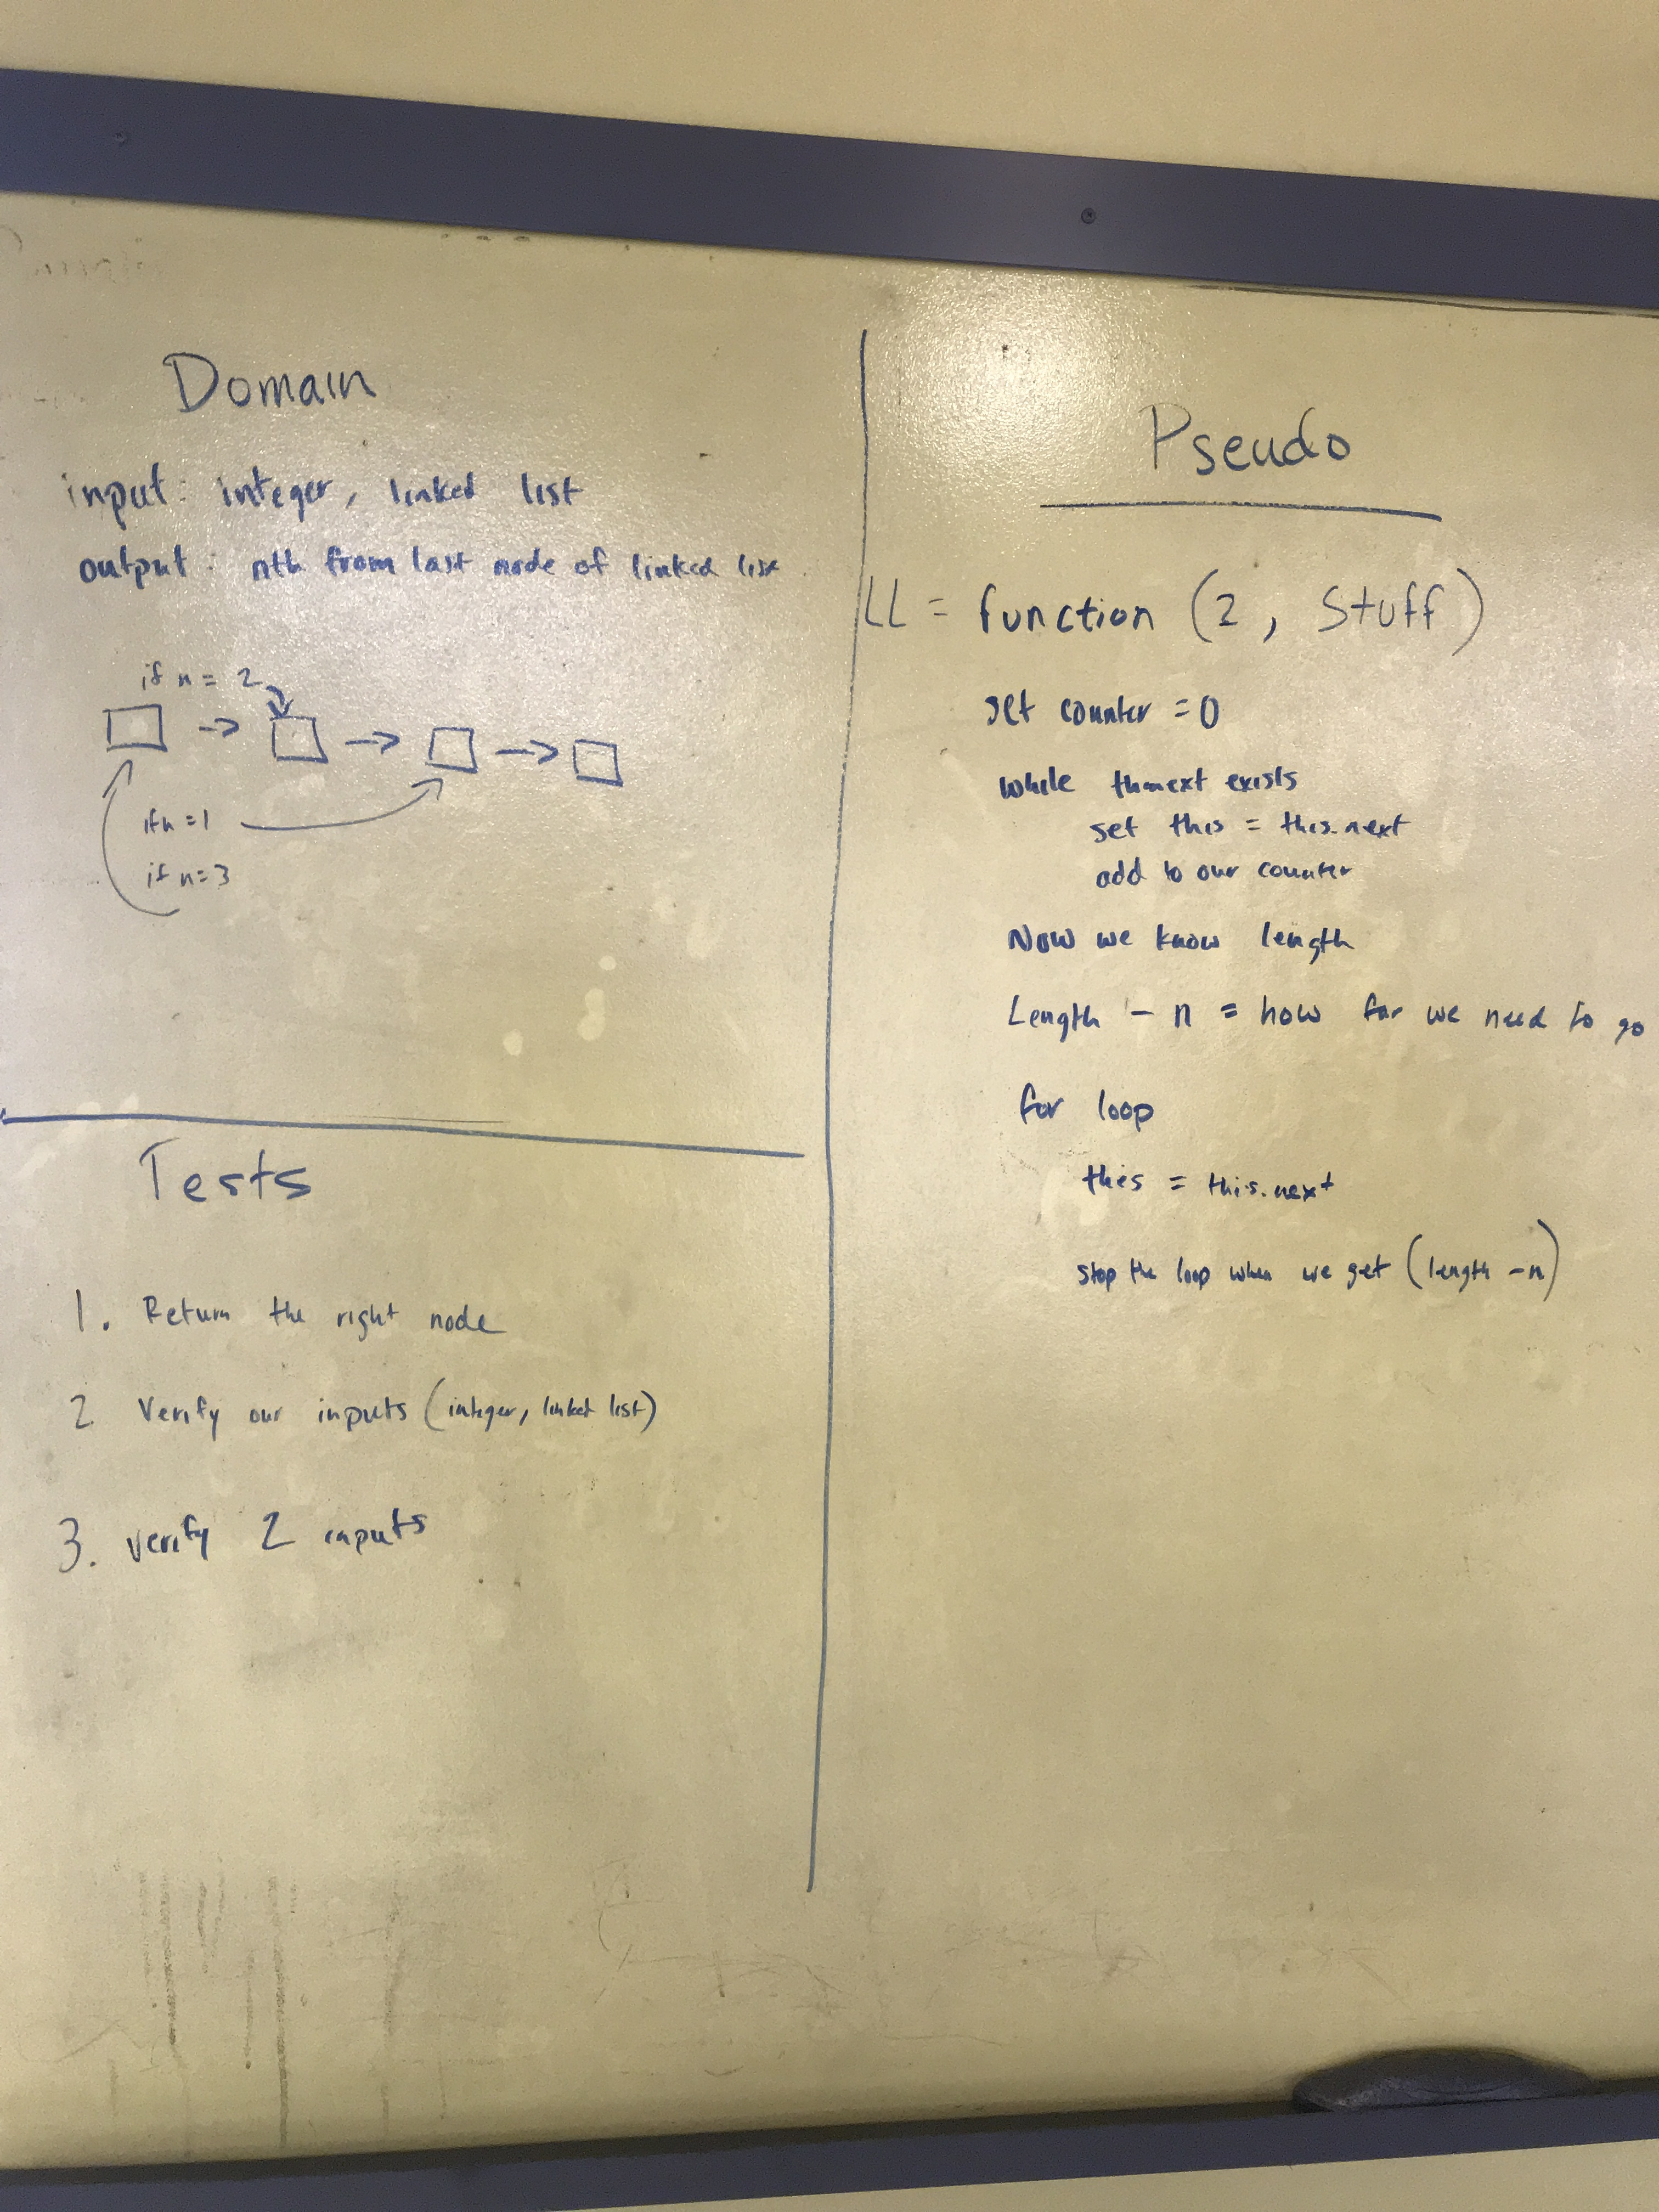 Domain
input: integer, linked list
output: nth from last node of linked list
if n = 2
if n = 1
if n = 3
Tests
1. Return the right node
2 Verify our inputs (integer, linked list)
3. verify 2 inputs
Pseudo
LL = function (2, Stuff)
set counter = 0
while next exists
set this = this.next
add to our counter
Now we know length
Length - n = how far we need to go
for loop
this = this.next
stop the loop when we get (length - n)